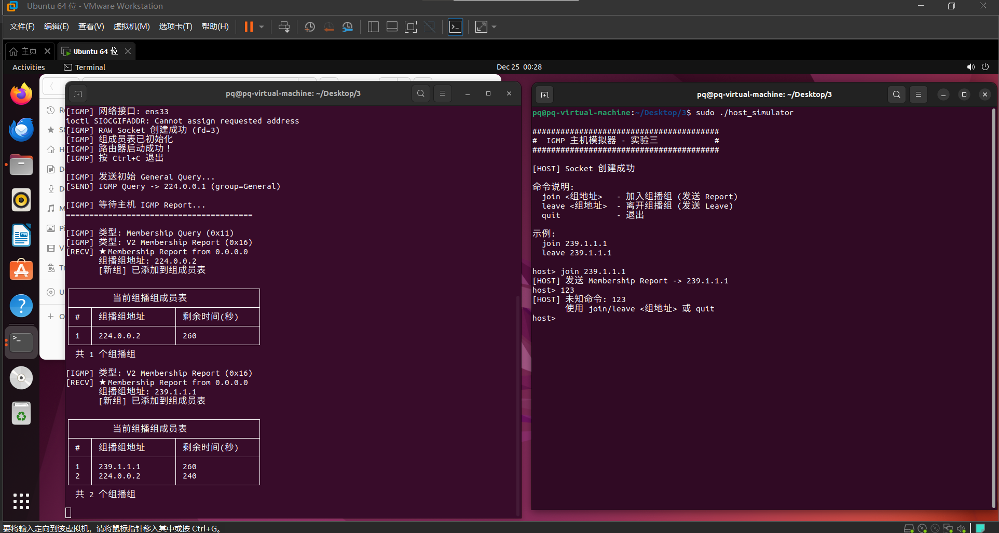 Ubuntu 64 位 - VMware Workstation
文件(F) 编辑(E) 查看(V) 虚拟机(M) 选项卡(T) 帮助(H)
主页 Ubuntu 64 位
Activities Terminal Dec 25 00:28
pq@pq-virtual-machine: ~/Desktop/3
[IGMP] 网络接口: ens33
ioctl SIOCGIFADDR: Cannot assign requested address
[IGMP] RAW Socket 创建成功 (fd=3)
[IGMP] 组成员表已初始化
[IGMP] 路由器启动成功！
[IGMP] 按 Ctrl+C 退出
[IGMP] 发送初始 General Query...
[SEND] IGMP Query -> 224.0.0.1 (group=General)
[IGMP] 等待主机 IGMP Report...
========================================
[IGMP] 类型: Membership Query (0x11)
[IGMP] 类型: V2 Membership Report (0x16)
[RECV] ★Membership Report from 0.0.0.0
组播组地址: 224.0.0.2
[新组] 已添加到组成员表
当前组播组成员表
# 组播组地址 剩余时间(秒)
1 224.0.0.2 260
共 1 个组播组
[IGMP] 类型: V2 Membership Report (0x16)
[RECV] ★Membership Report from 0.0.0.0
组播组地址: 239.1.1.1
[新组] 已添加到组成员表
当前组播组成员表
# 组播组地址 剩余时间(秒)
1 239.1.1.1 260
2 224.0.0.2 240
共 2 个组播组
pq@pq-virtual-machine: ~/Desktop/3
pq@pq-virtual-machine:~/Desktop/3$ sudo ./host_simulator
########################################
# IGMP 主机模拟器 - 实验三 #
########################################
[HOST] Socket 创建成功
命令说明:
join <组地址> - 加入组播组 (发送 Report)
leave <组地址> - 离开组播组 (发送 Leave)
quit - 退出
示例:
join 239.1.1.1
leave 239.1.1.1
host> join 239.1.1.1
[HOST] 发送 Membership Report -> 239.1.1.1
host> 123
[HOST] 未知命令: 123
使用 join/leave <组地址> 或 quit
host>
要将输入定向到该虚拟机，请将鼠标指针移入其中或按 Ctrl+G。